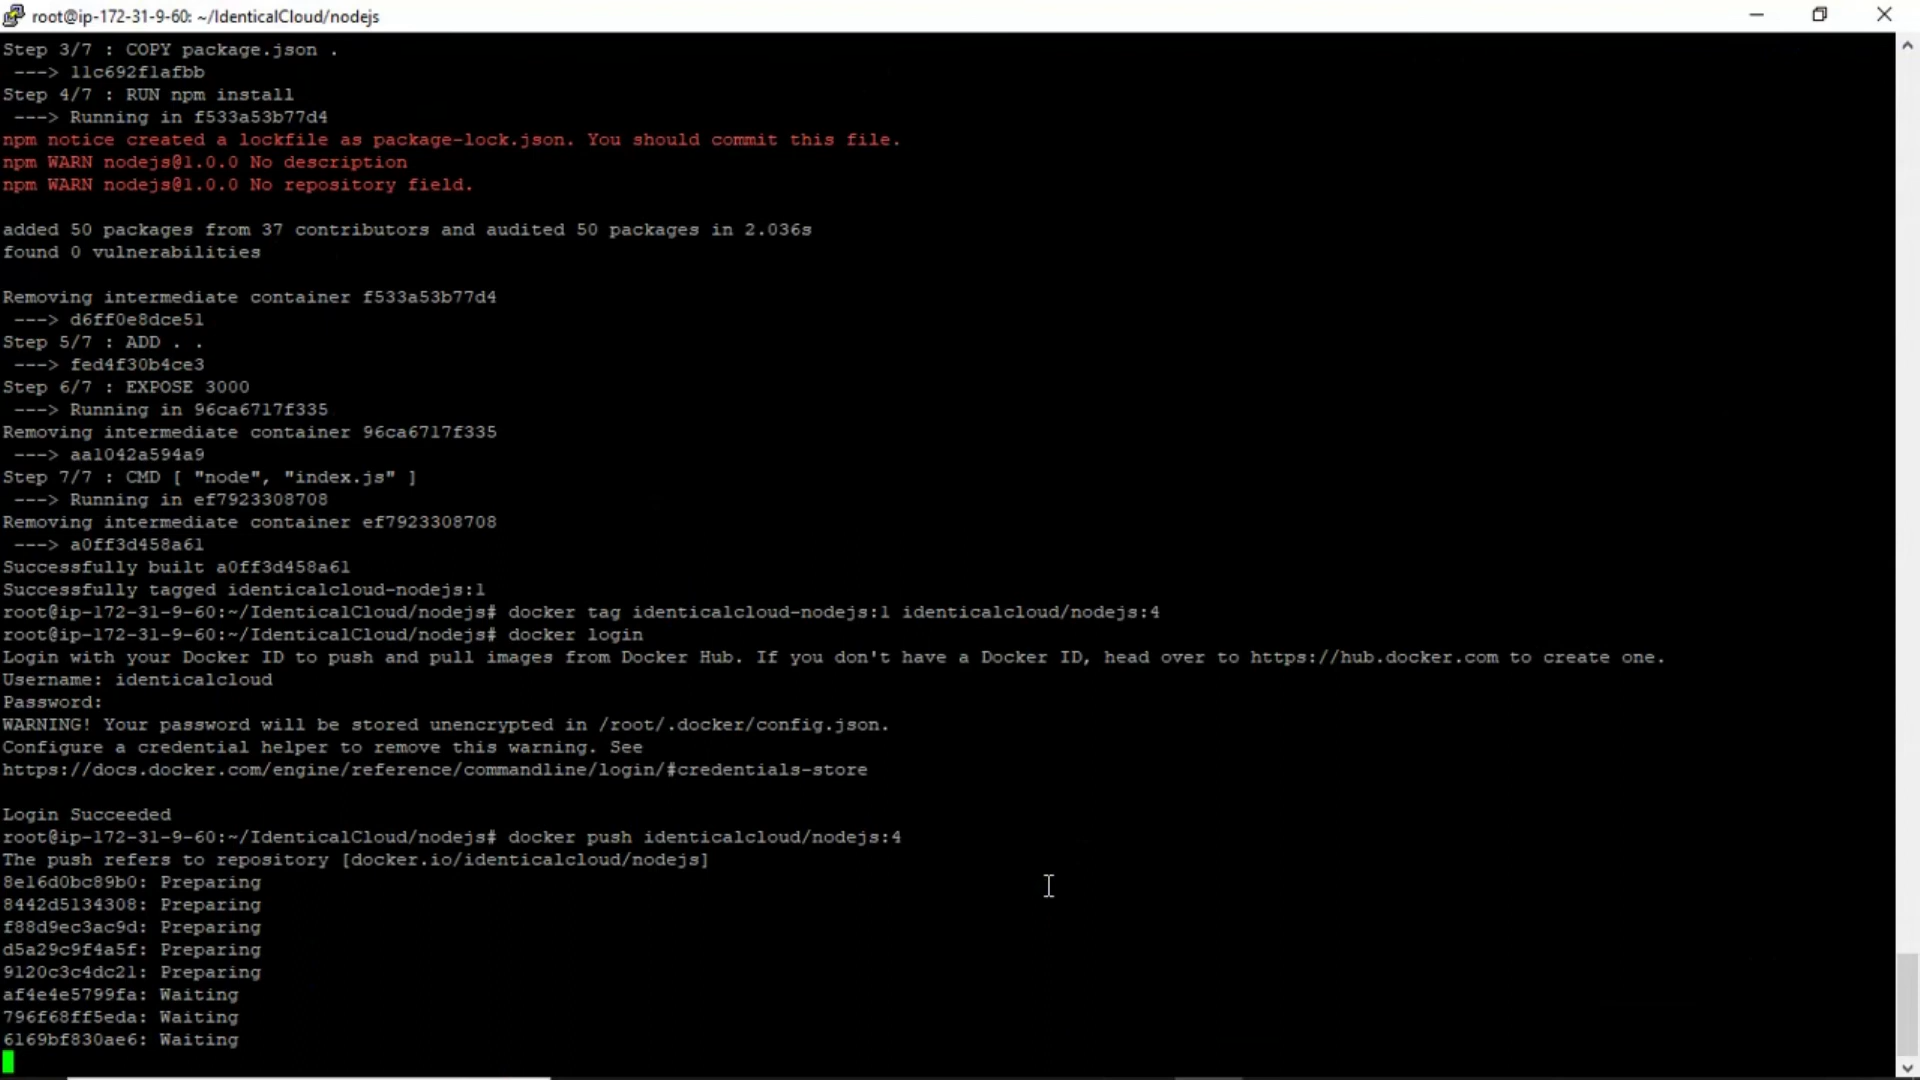 root@ip-172-31-9-60: ~/IdenticalCloud/nodejs
Step 3/7 : COPY package.json .
---> 11c692f1afbb
Step 4/7 : RUN npm install
---> Running in f533a53b77d4
npm notice created a lockfile as package-lock.json. You should commit this file.
npm WARN nodejs@1.0.0 No description
npm WARN nodejs@1.0.0 No repository field.
added 50 packages from 37 contributors and audited 50 packages in 2.036s
found 0 vulnerabilities
Removing intermediate container f533a53b77d4
---> d6ff0e8dce51
Step 5/7 : ADD . .
---> fed4f30b4ce3
Step 6/7 : EXPOSE 3000
---> Running in 96ca6717f335
Removing intermediate container 96ca6717f335
---> aa1042a594a9
Step 7/7 : CMD [ "node", "index.js" ]
---> Running in ef7923308708
Removing intermediate container ef7923308708
---> a0ff3d458a61
Successfully built a0ff3d458a61
Successfully tagged identicalcloud-nodejs:1
root@ip-172-31-9-60:~/IdenticalCloud/nodejs# docker tag identicalcloud-nodejs:1 identicalcloud/nodejs:4
root@ip-172-31-9-60:~/IdenticalCloud/nodejs# docker login
Login with your Docker ID to push and pull images from Docker Hub. If you don't have a Docker ID, head over to https://hub.docker.com to create one.
Username: identicalcloud
Password:
WARNING! Your password will be stored unencrypted in /root/.docker/config.json.
Configure a credential helper to remove this warning. See
https://docs.docker.com/engine/reference/commandline/login/#credentials-store
Login Succeeded
root@ip-172-31-9-60:~/IdenticalCloud/nodejs# docker push identicalcloud/nodejs:4
The push refers to repository [docker.io/identicalcloud/nodejs]
8e16d0bc89b0: Preparing
8442d5134308: Preparing
f88d9ec3ac9d: Preparing
d5a29c9f4a5f: Preparing
9120c3c4dc21: Preparing
af4e4e5799fa: Waiting
796f68ff5eda: Waiting
6169bf830ae6: Waiting